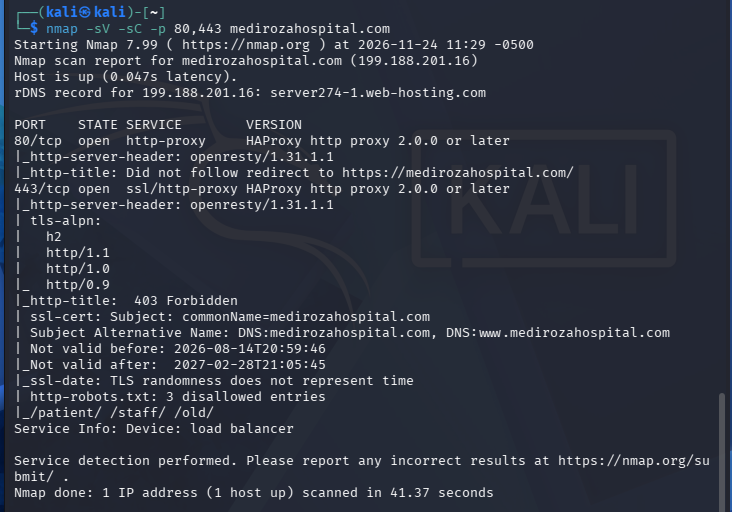 ┌──(kali㉿kali)-[~]
└─$ nmap -sV -sC -p 80,443 medirozahospital.com
Starting Nmap 7.99 ( https://nmap.org ) at 2026-11-24 11:29 -0500
Nmap scan report for medirozahospital.com (199.188.201.16)
Host is up (0.047s latency).
rDNS record for 199.188.201.16: server274-1.web-hosting.com

PORT    STATE SERVICE        VERSION
80/tcp  open  http-proxy     HAProxy http proxy 2.0.0 or later
|_http-server-header: openresty/1.31.1.1
|_http-title: Did not follow redirect to https://medirozahospital.com/
443/tcp open  ssl/http-proxy HAProxy http proxy 2.0.0 or later
|_http-server-header: openresty/1.31.1.1
| tls-alpn:
|   h2
|   http/1.1
|   http/1.0
|_  http/0.9
|_http-title:  403 Forbidden
| ssl-cert: Subject: commonName=medirozahospital.com
| Subject Alternative Name: DNS:medirozahospital.com, DNS:www.medirozahospital.com
| Not valid before: 2026-08-14T20:59:46
|_Not valid after:  2027-02-28T21:05:45
|_ssl-date: TLS randomness does not represent time
| http-robots.txt: 3 disallowed entries
|_/patient/ /staff/ /old/
Service Info: Device: load balancer

Service detection performed. Please report any incorrect results at https://nmap.org/su
bmit/ .
Nmap done: 1 IP address (1 host up) scanned in 41.37 seconds
KALI